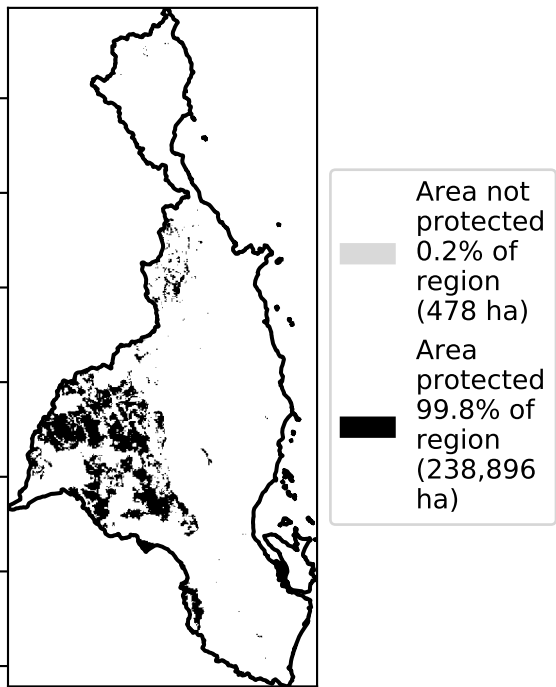 Area not
protected
0.2% of
region
(478 ha)
Area
protected
99.8% of
region
(238,896
ha)